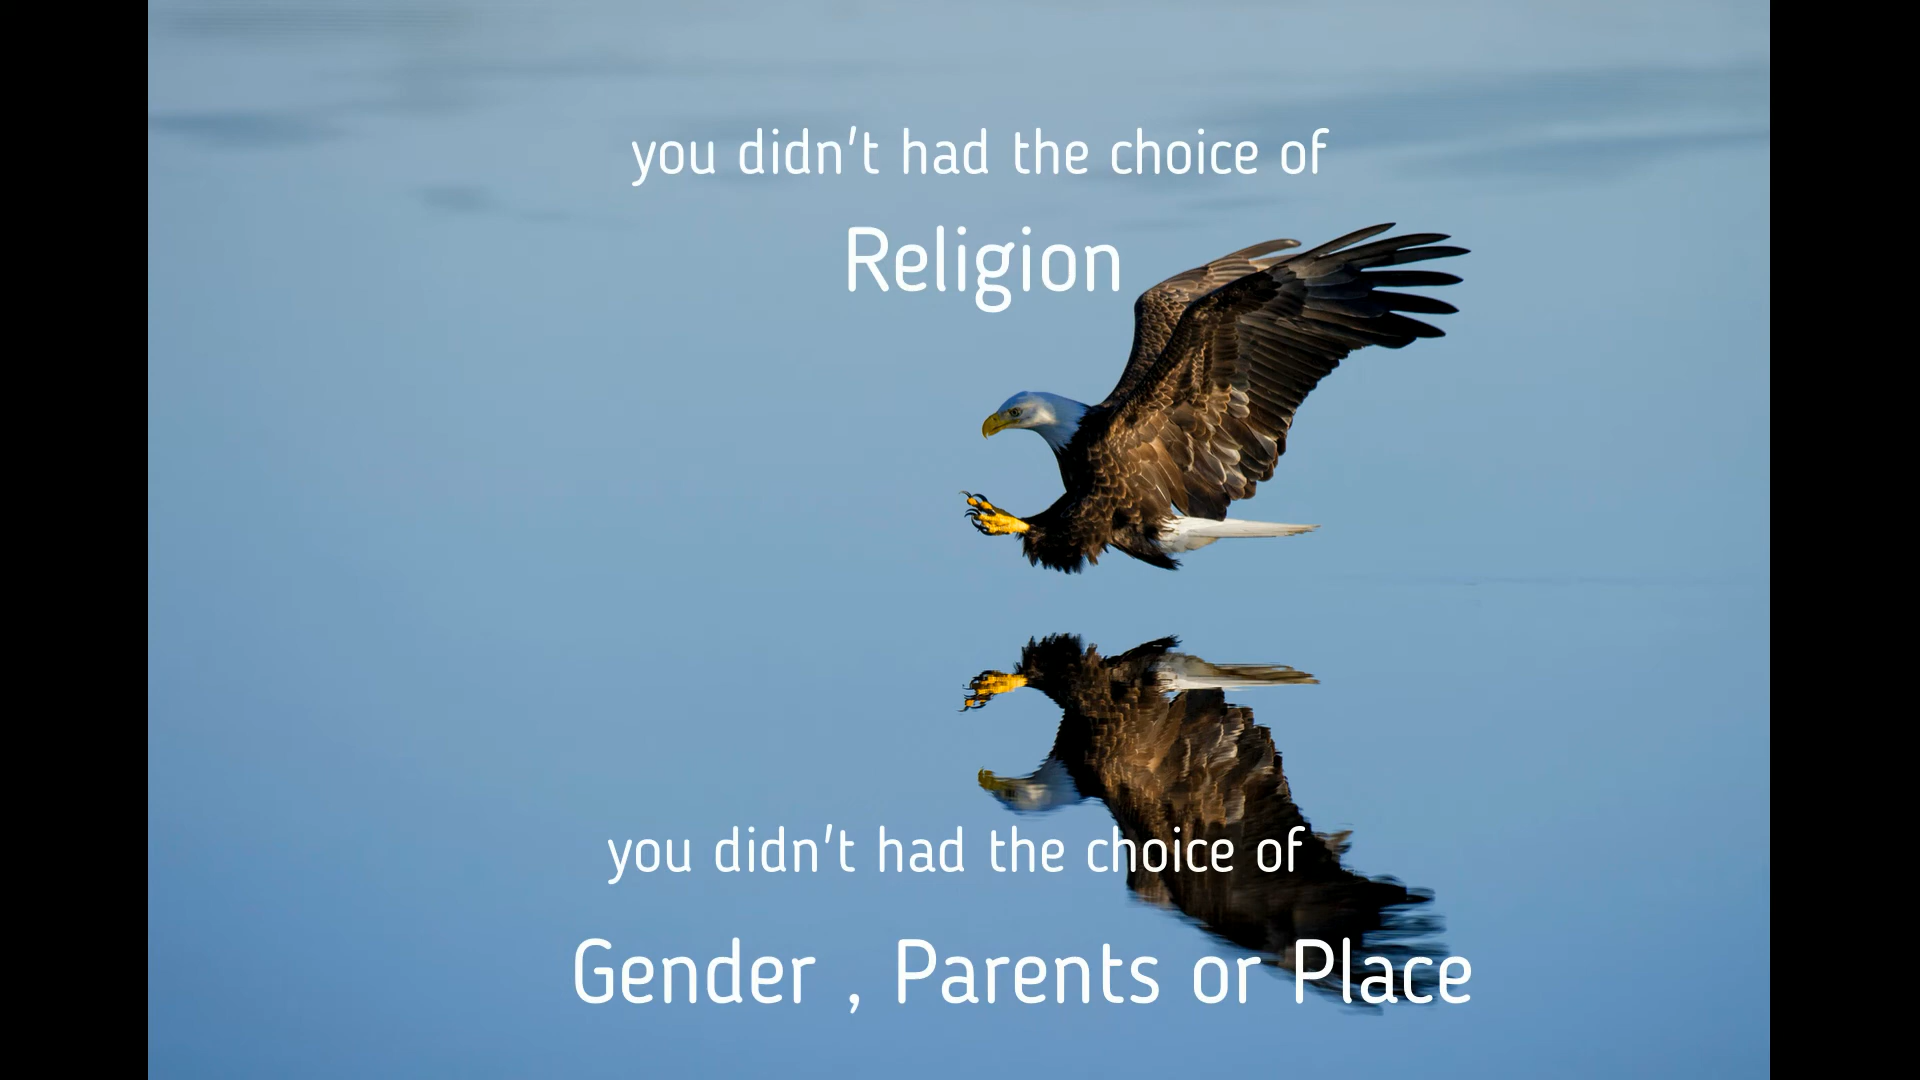 you didn't had the choice of
Religion
you didn't had the choice of
Gender , Parents or Place